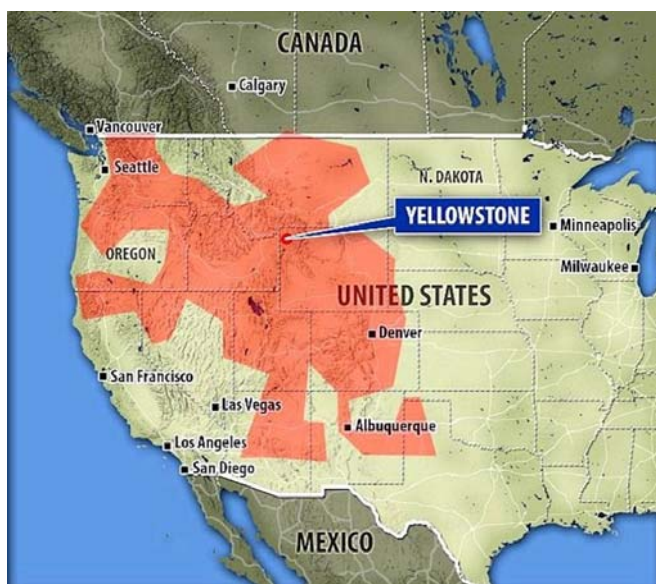 CANADA
Calgary
Vancouver
Seattle
N. DAKOTA
YELLOWSTONE
Minneapolis
OREGON
Milwaukee
UNITED STATES
Denver
San Francisco
Las Vegas
Albuquerque
Los Angeles
San Diego
MEXICO